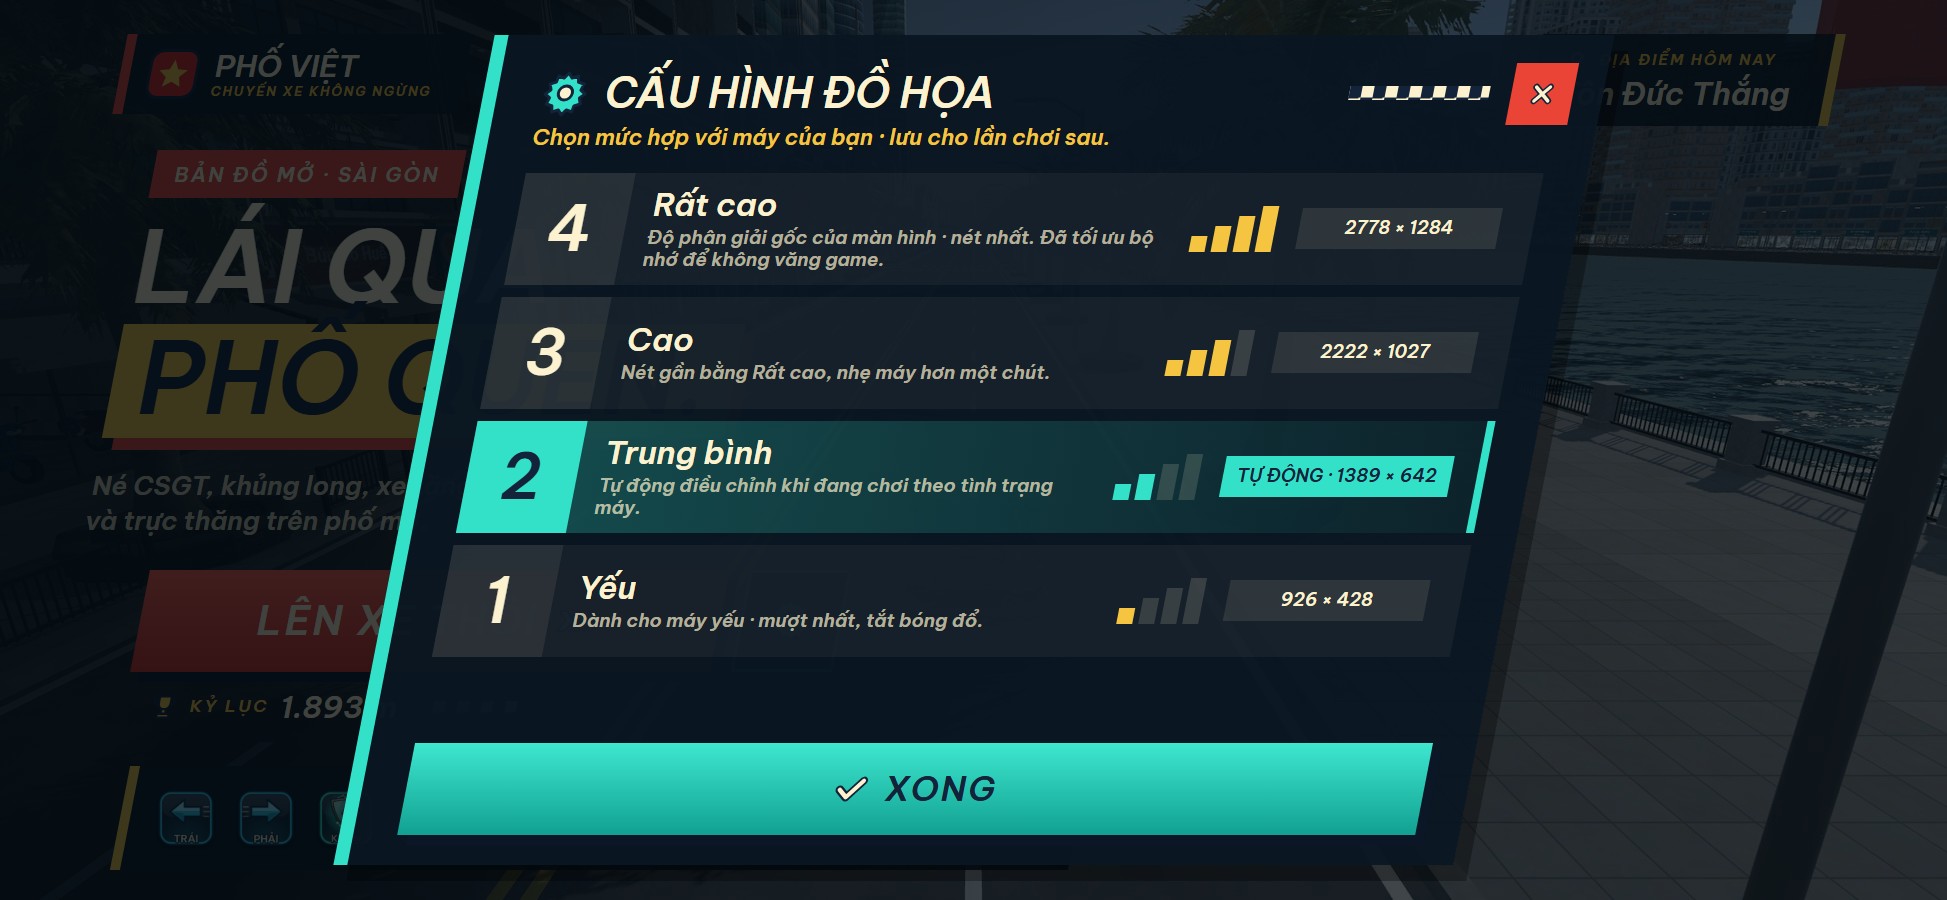 PHỐ VIỆT
CHUYẾN XE KHÔNG NGỪNG
BẢN ĐỒ MỞ · SÀI GÒN
LÁI
PHỐ
Né CSGT, khủng long, xe
và trực thăng trên phố
LÊN
KỶ LỤC 1.893
TRÁI
PHẢI
CẤU HÌNH ĐỒ HỌA
Chọn mức hợp với máy của bạn · lưu cho lần chơi sau.
4
Rất cao
Độ phân giải gốc của màn hình · nét nhất. Đã tối ưu bộ
nhớ để không văng game.
2778 × 1284
3
Cao
Nét gần bằng Rất cao, nhẹ máy hơn một chút.
2222 × 1027
2
Trung bình
Tự động điều chỉnh khi đang chơi theo tình trạng
máy.
TỰ ĐỘNG · 1389 × 642
1
Yếu
Dành cho máy yếu · mượt nhất, tắt bóng đổ.
926 × 428
XONG
ĐIỂM HÔM NAY
Đức Thắng